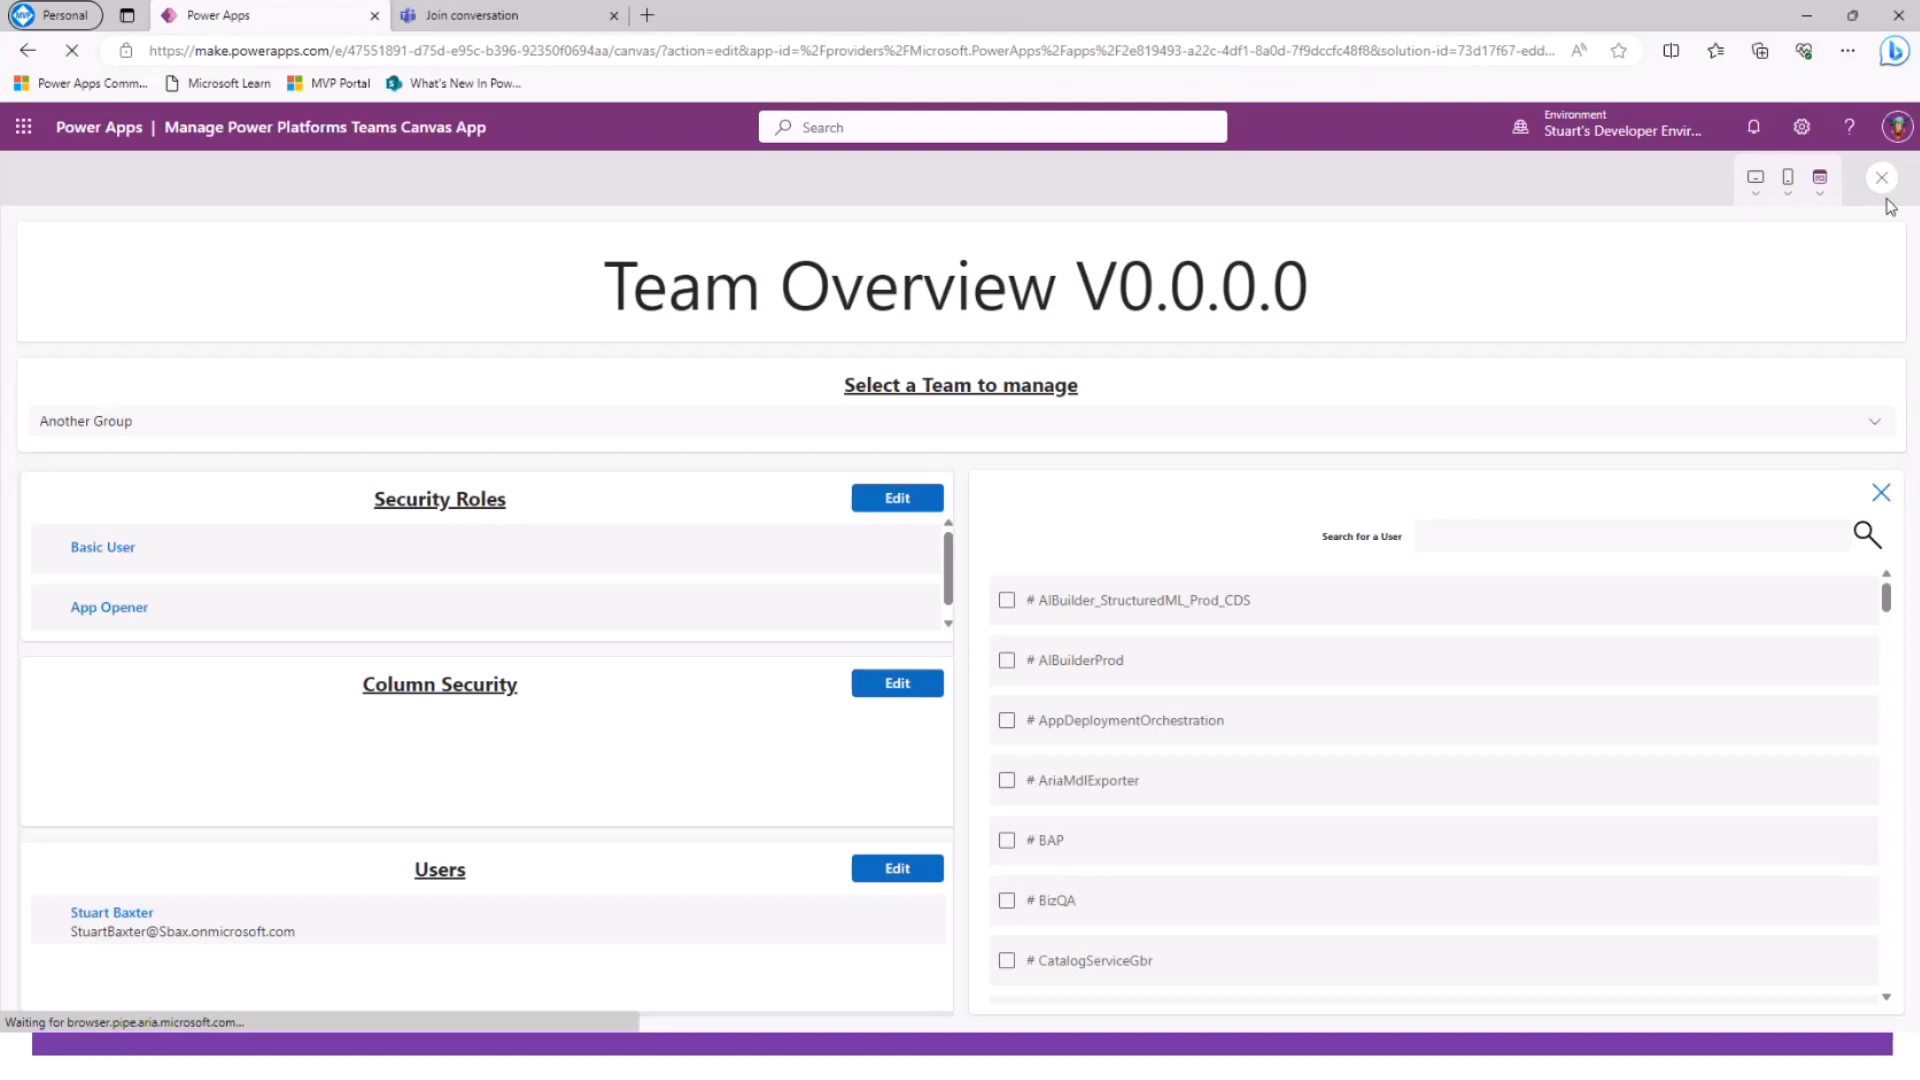 Personal
Power Apps
Join conversation
https://make.powerapps.com/e/47551891-d75d-e95c-b396-92350f0694aa/canvas/?action=edit&app-id=%2Fproviders%2FMicrosoft.PowerApps%2Fapps%2F2e819493-a22c-4df1-8a0d-7f9dccfc48f8&solution-id=73d17f67-edd...
Power Apps Comm...
Microsoft Learn
MVP Portal
What's New In Pow...
Power Apps | Manage Power Platforms Teams Canvas App
Search
Environment
Stuart's Developer Envir...
Team Overview V0.0.0.0
Select a Team to manage
Another Group
Security Roles
Edit
Basic User
App Opener
Column Security
Edit
Users
Edit
Stuart Baxter
StuartBaxter@Sbax.onmicrosoft.com
Search for a User
# AIBuilder_StructuredML_Prod_CDS
# AIBuilderProd
# AppDeploymentOrchestration
# AriaMdlExporter
# BAP
# BizQA
# CatalogServiceGbr
Waiting for browser.pipe.aria.microsoft.com...